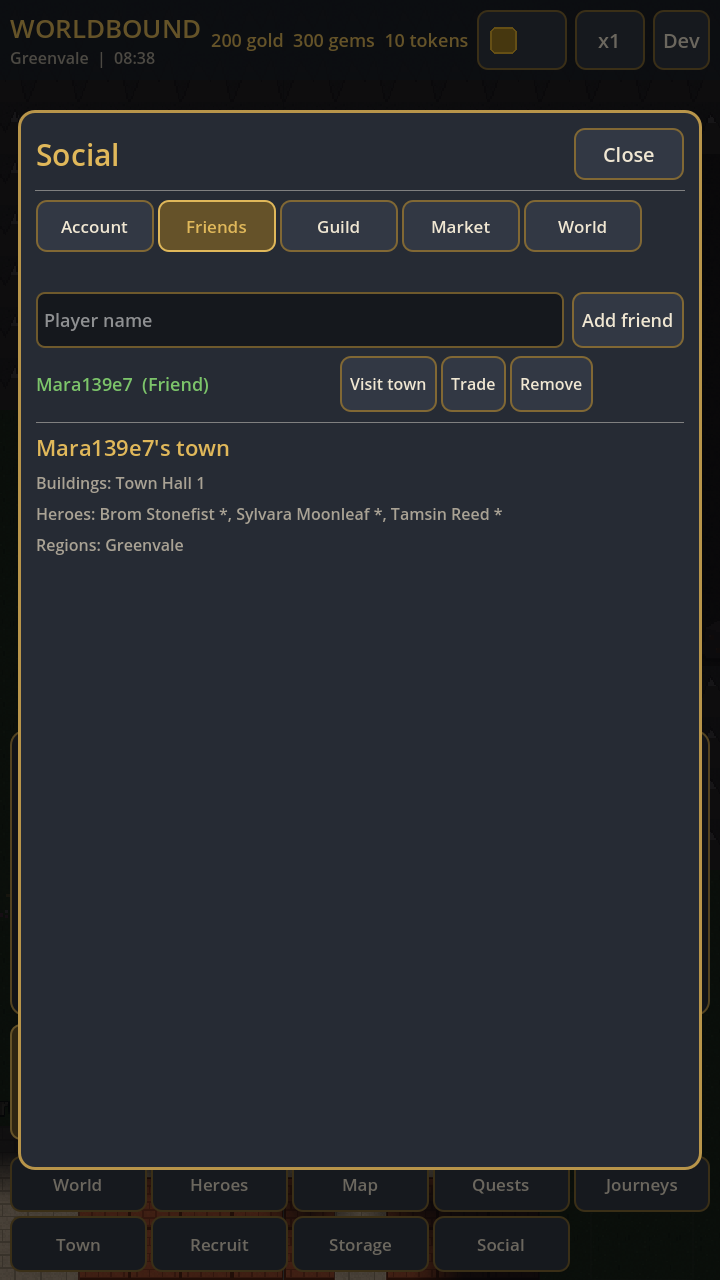 WORLDBOUND
200 gold 300 gems 10 tokens
x1
Dev
Greenvale | 08:38
Social
Close
Account
Friends
Guild
Market
World
Player name
Add friend
Mara139e7 (Friend)
Visit town
Trade
Remove
Mara139e7's town
Buildings: Town Hall 1
Heroes: Brom Stonefist *, Sylvara Moonleaf *, Tamsin Reed *
Regions: Greenvale
World
Heroes
Map
Quests
Journeys
Town
Recruit
Storage
Social